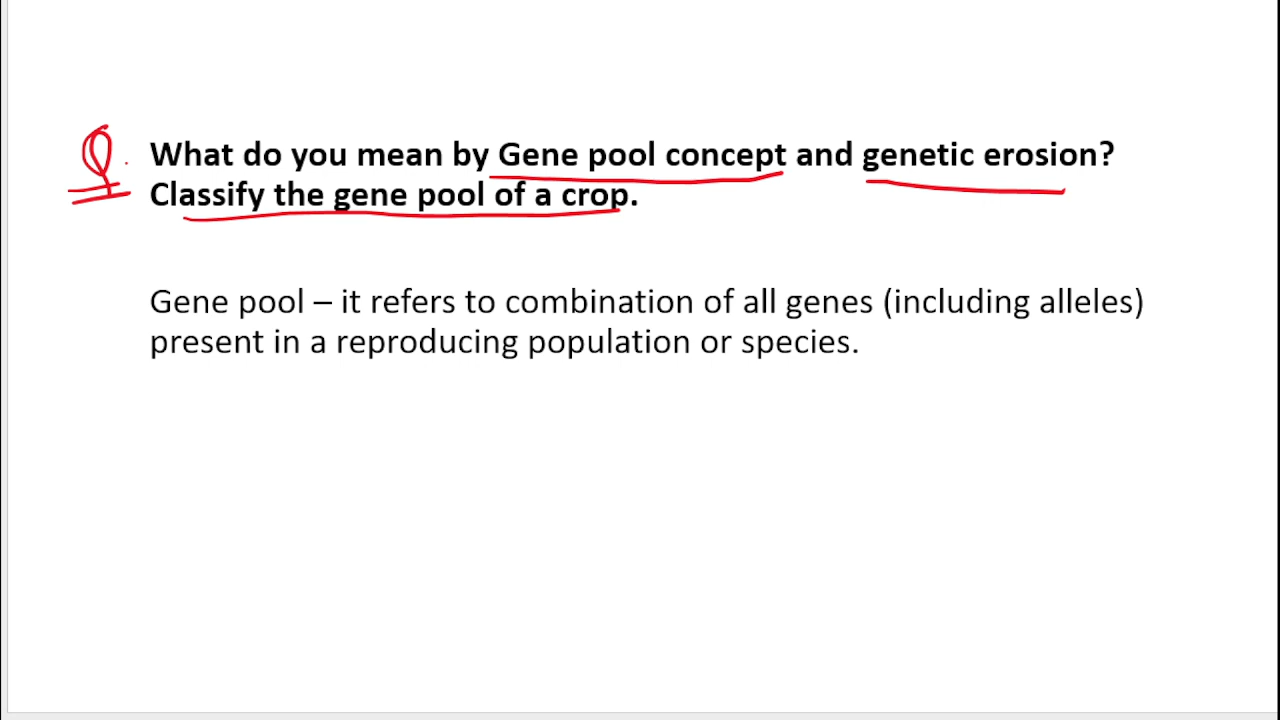 Q. What do you mean by Gene pool concept and genetic erosion?
Classify the gene pool of a crop.
Gene pool – it refers to combination of all genes (including alleles)
present in a reproducing population or species.